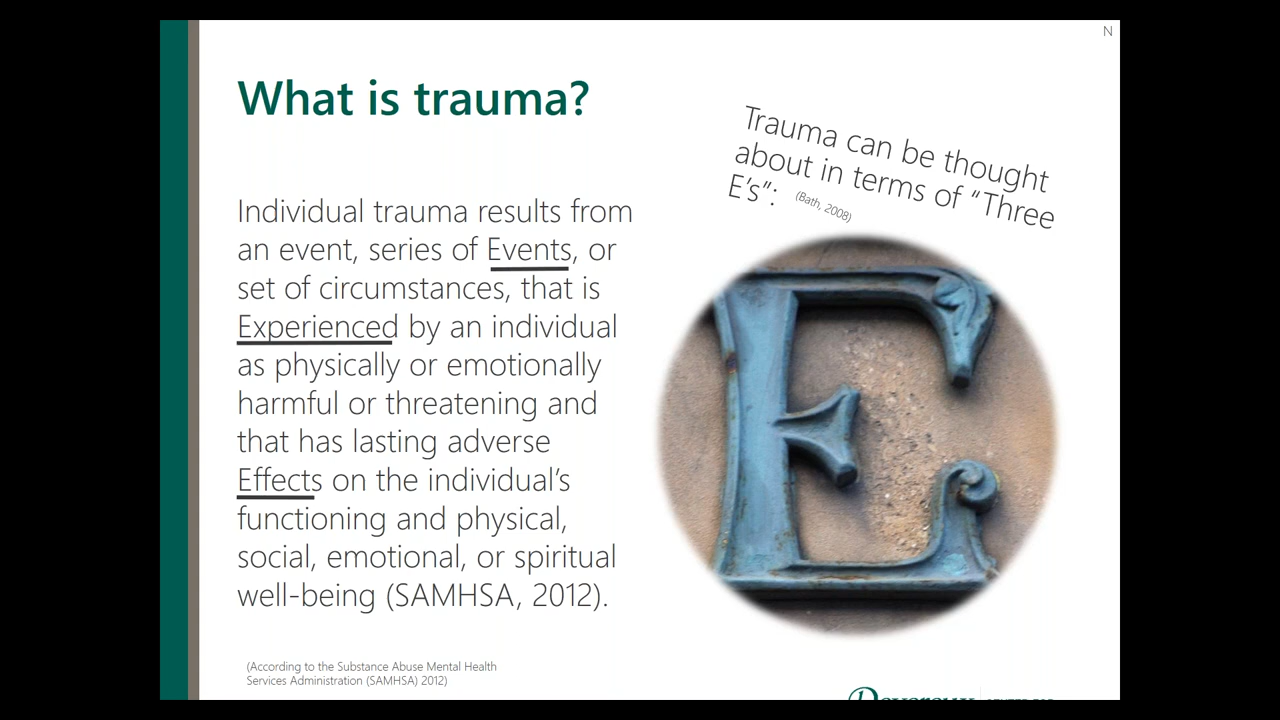 N
What is trauma?
Trauma can be thought
about in terms of “Three
E’s”: (Bath, 2008)
Individual trauma results from
an event, series of Events, or
set of circumstances, that is
Experienced by an individual
as physically or emotionally
harmful or threatening and
that has lasting adverse
Effects on the individual’s
functioning and physical,
social, emotional, or spiritual
well-being (SAMHSA, 2012).
E
(According to the Substance Abuse Mental Health
Services Administration (SAMHSA) 2012)
Devereux